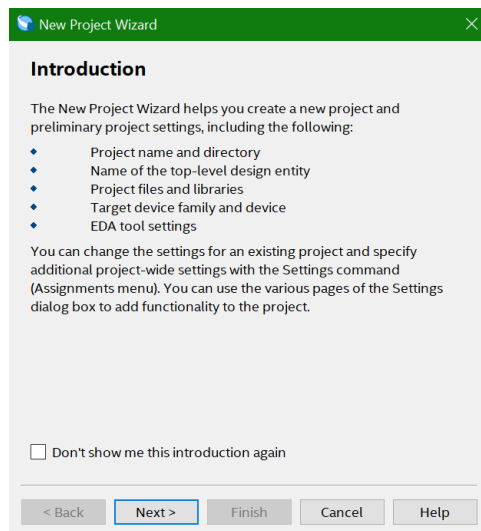 New Project Wizard
Introduction
The New Project Wizard helps you create a new project and
preliminary project settings, including the following:
Project name and directory
Name of the top-level design entity
Project files and libraries
Target device family and device
EDA tool settings
You can change the settings for an existing project and specify
additional project-wide settings with the Settings command
(Assignments menu). You can use the various pages of the Settings
dialog box to add functionality to the project.
Don't show me this introduction again
< Back Next > Finish Cancel Help